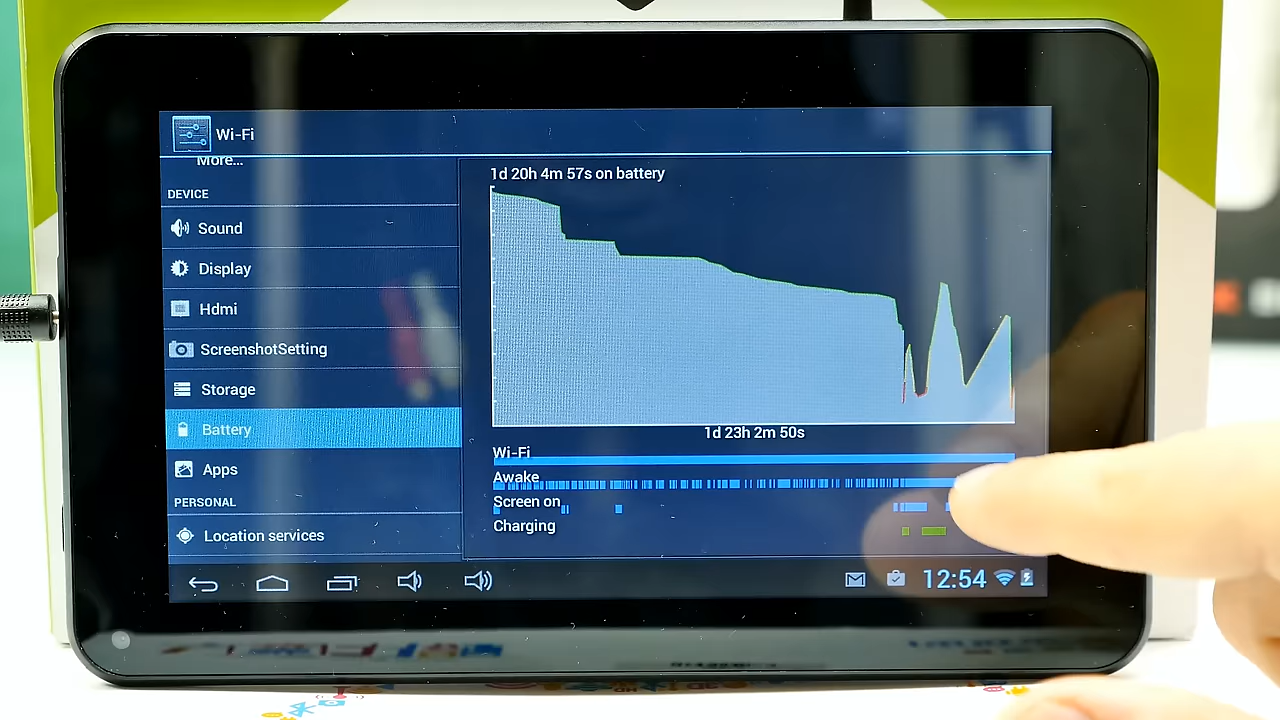 Wi-Fi
More...
DEVICE
Sound
Display
Hdmi
ScreenshotSetting
Storage
Battery
Apps
PERSONAL
Location services
1d 20h 4m 57s on battery
1d 23h 2m 50s
Wi-Fi
Awake
Screen on
Charging
12:54